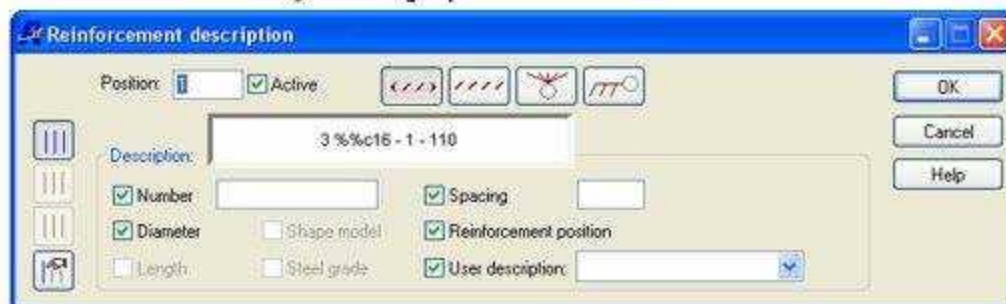 Reinforcement description
Position: 1 Active
OK
3 %%c16 - 1 - 110
Cancel
Description:
Help
Number Spacing
Diameter Shape model Reinforcement position
Length Steel grade User description: